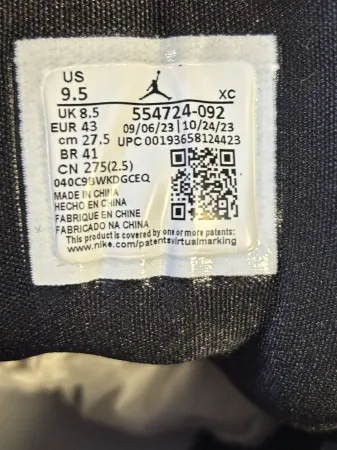 US
9.5
XC
UK 8.5 554724-092
EUR 43 09/06/23 | 10/24/23
cm 27.5 UPC 00193658124423
BR 41
CN 275(2.5)
040C9BWKDGCEQ
MADE IN CHINA
HECHO EN CHINA
FABRIQUE EN CHINE
FABRICADO NA CHINA
This product is covered by one or more patents:
www.nike.com/patentsvirtualmarking